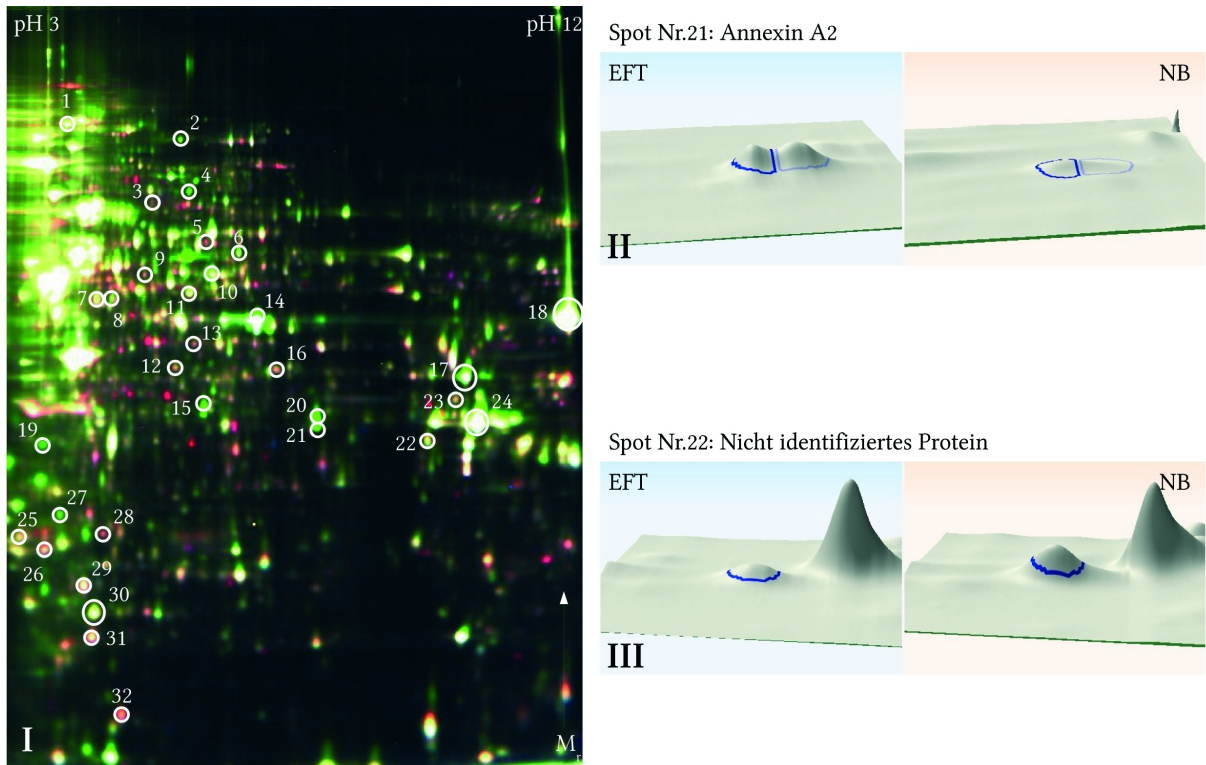 pH 3
pH 12
1
2
3
4
5
6
9
10
7
8
11
14
18
13
12
16
17
15
23
24
20
21
22
19
27
25
28
26
29
30
31
32
I
M
r
Spot Nr.21: Annexin A2
EFT
NB
II
Spot Nr.22: Nicht identifiziertes Protein
EFT
NB
III